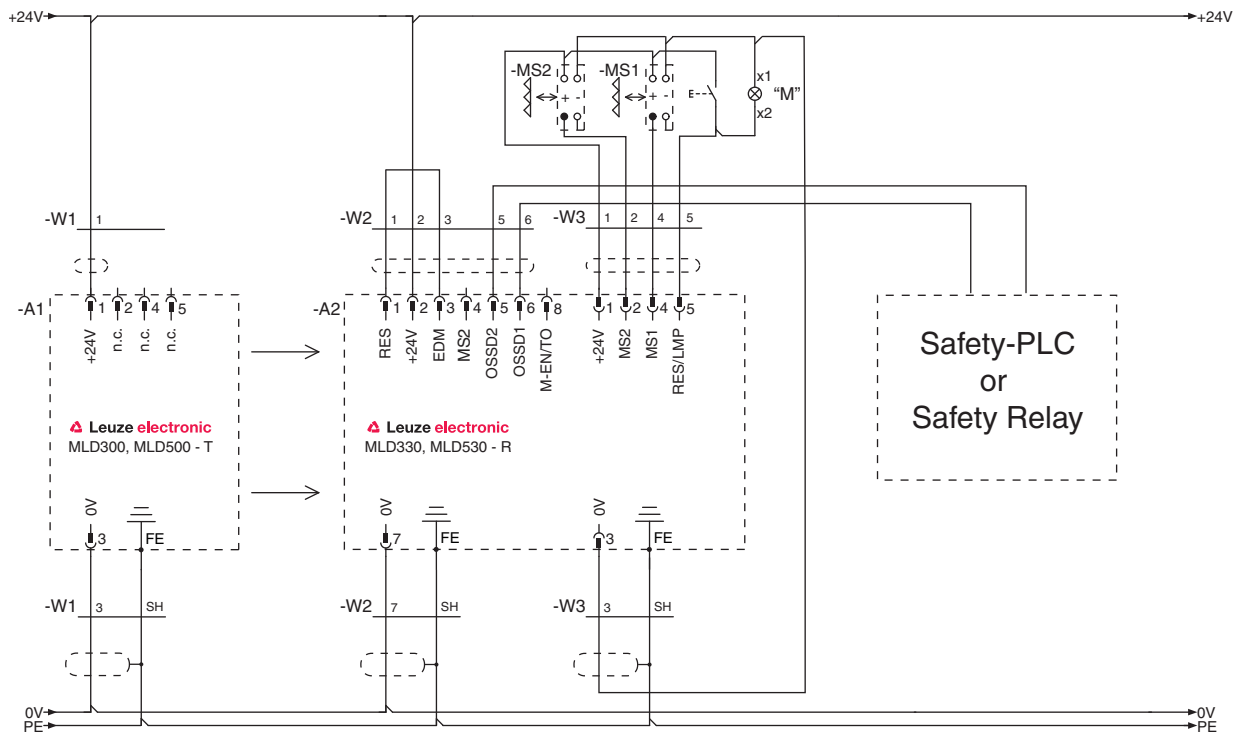 +24V +24V
-MS2 -MS1 x1
+ - + - E "M"
x2
-W1 1 -W2 1 2 3 5 6 -W3 1 2 4 5
-A1 1 2 4 5 -A2 1 2 3 4 5 6 8 1 2 4 5
+24V n.c. n.c. n.c. RES +24V EDM MS2 OSSD2 OSSD1 M-EN/TO +24V MS2 MS1 RES/LMP
Safety-PLC
or
Safety Relay
Leuze electronic Leuze electronic
MLD300, MLD500 - T MLD330, MLD530 - R
0V 0V 0V
3 FE 7 FE 3 FE
-W1 3 SH -W2 7 SH -W3 3 SH
0V 0V
PE PE